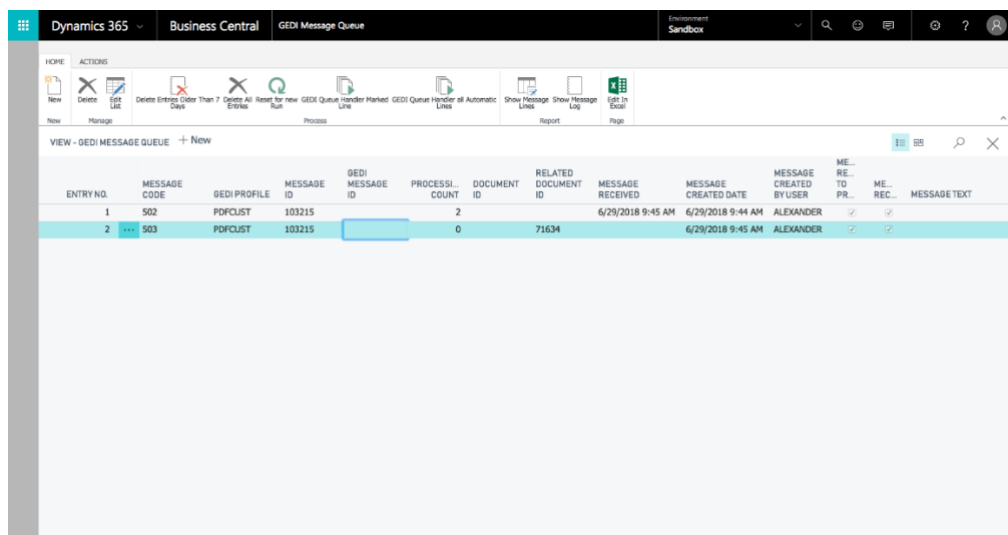 Dynamics 365 Business Central GEDI Message Queue Environment Sandbox ?
HOME ACTIONS
New Delete Edit List Delete Entries Older Than 7 Days Delete All Entries Reset for new Run GEDI Queue Handler Marked Line GEDI Queue Handler all Automatic Lines Show Message Lines Show Message Log Edit In Excel
New Manage Process Report Page
VIEW - GEDI MESSAGE QUEUE + New
ENTRY NO. MESSAGE CODE GEDI PROFILE MESSAGE ID GEDI MESSAGE ID PROCESSI... COUNT DOCUMENT ID RELATED DOCUMENT ID MESSAGE RECEIVED MESSAGE CREATED DATE MESSAGE CREATED BY USER ME... RE... TO PR... ME... REC... MESSAGE TEXT
1 502 PDFCUST 103215 2 6/29/2018 9:45 AM 6/29/2018 9:44 AM ALEXANDER
2 ... 503 PDFCUST 103215 0 71634 6/29/2018 9:45 AM ALEXANDER